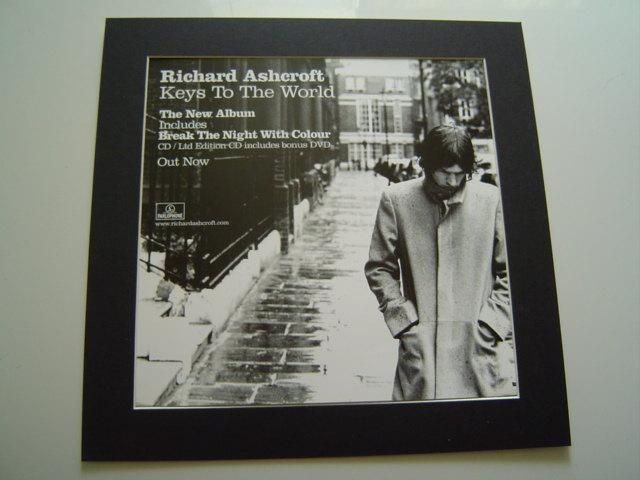 Richard Ashcroft
Keys To The World
The New Album
Includes
Break The Night With Colour
CD / Ltd Edition CD includes bonus DVD
Out Now
PARLOPHONE
www.richardashcroft.com